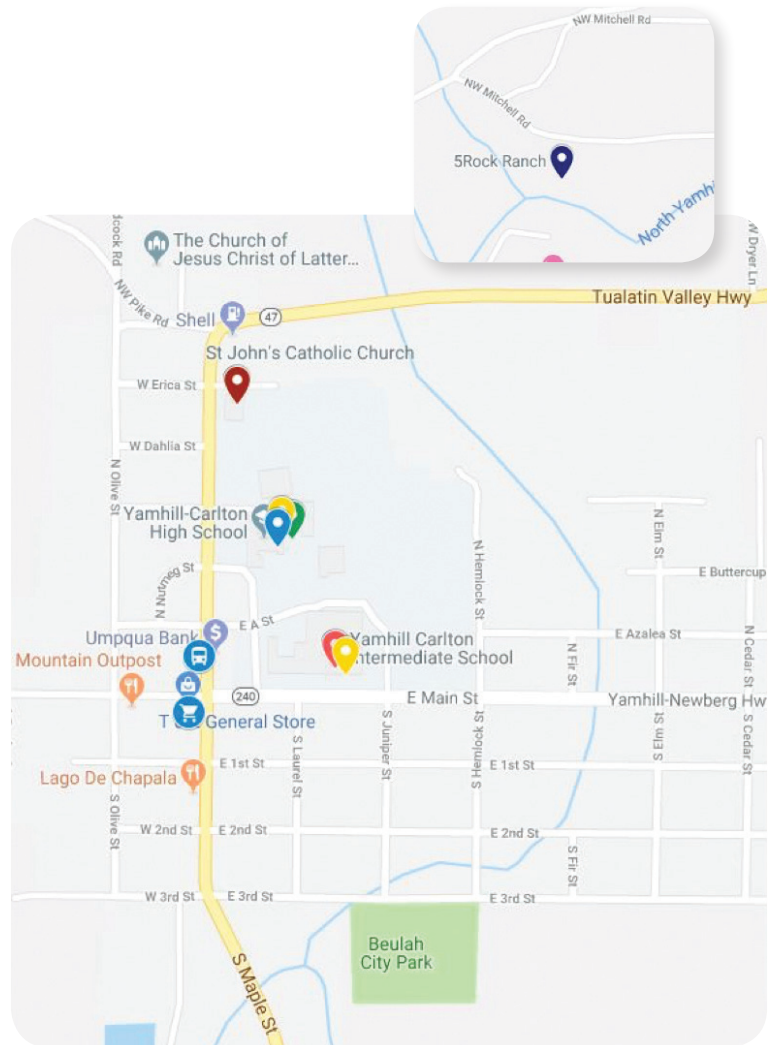 NW Mitchell Rd
NW Mitchell Rd
5Rock Ranch
North Yamhi
The Church of
Jesus Christ of Latter...
dcock Rd
NW Pike Rd
Shell
47
Tualatin Valley Hwy
W Dryer Ln
St John's Catholic Church
W Erica St
W Dahlia St
N Olive St
Yamhill-Carlton
High School
N Hemlock St
N Elm St
N Nutmeg St
E Buttercup
E A St
Umpqua Bank
$
Yamhill Carlton
Intermediate School
E Azalea St
N Cedar St
Mountain Outpost
N Fir St
240
E Main St
Yamhill-Newberg Hw
General Store
S Laurel St
S Juniper St
S Hemlock St
S Elm St
S Cedar St
Lago De Chapala
E 1st St
E 1st St
S Olive St
W 2nd St
E 2nd St
E 2nd St
S Fir St
W 3rd St
E 3rd St
E 3rd St
Beulah
City Park
S Maple St